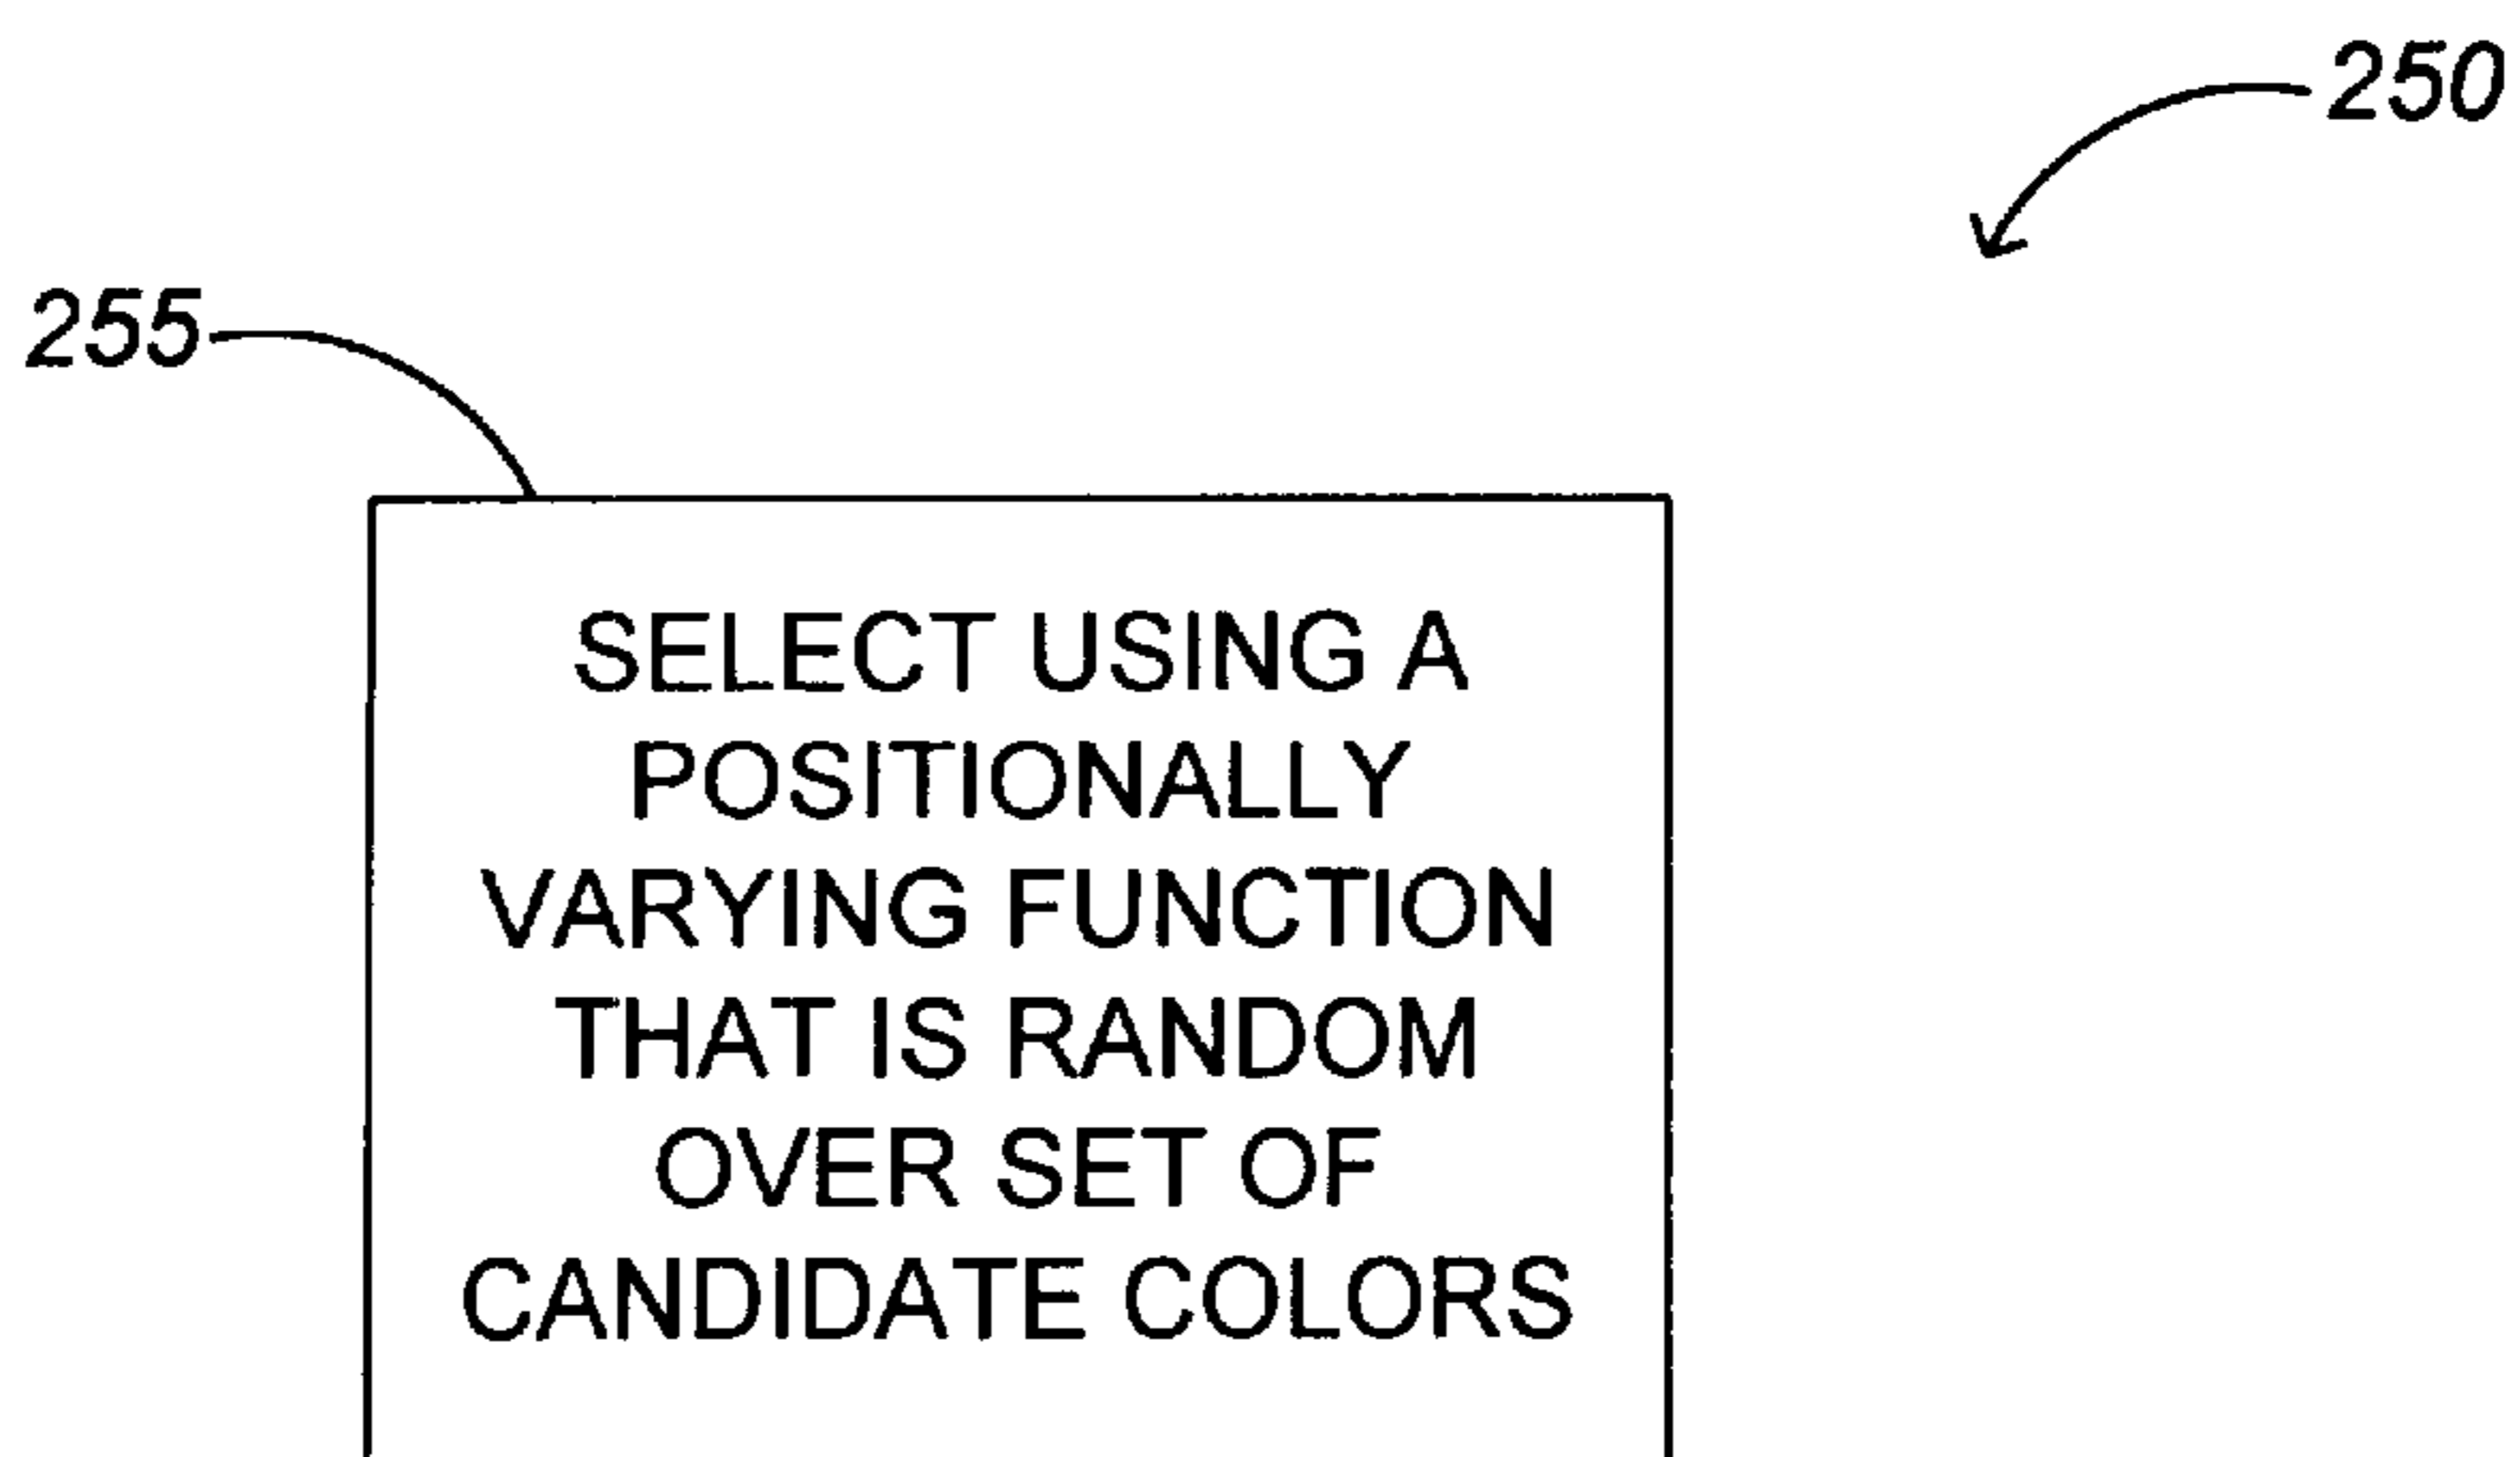 250
255
SELECT USING A
POSITIONALLY
VARYING FUNCTION
THAT IS RANDOM
OVER SET OF
CANDIDATE COLORS